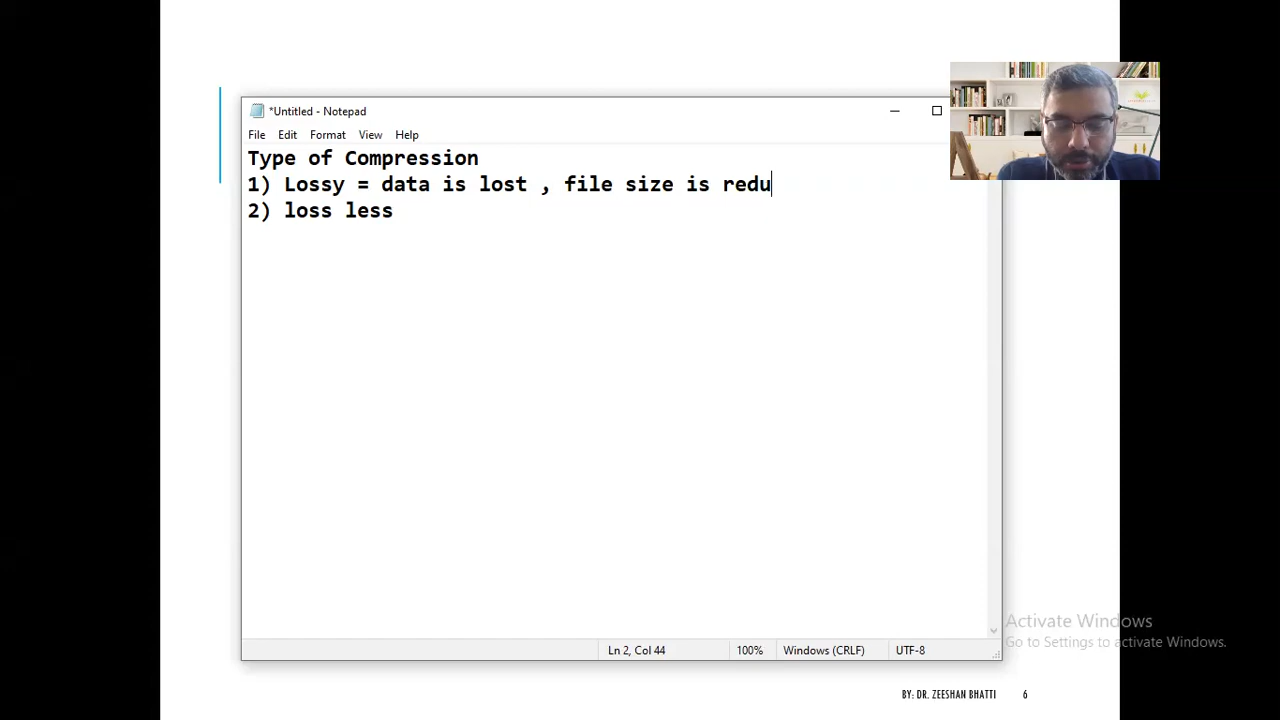 *Untitled - Notepad
File Edit Format View Help
Type of Compression
1) Lossy = data is lost , file size is redu
2) loss less
Activate Windows
Go to Settings to activate Windows.
Ln 2, Col 44 100% Windows (CRLF) UTF-8
BY: DR. ZEESHAN BHATTI 6